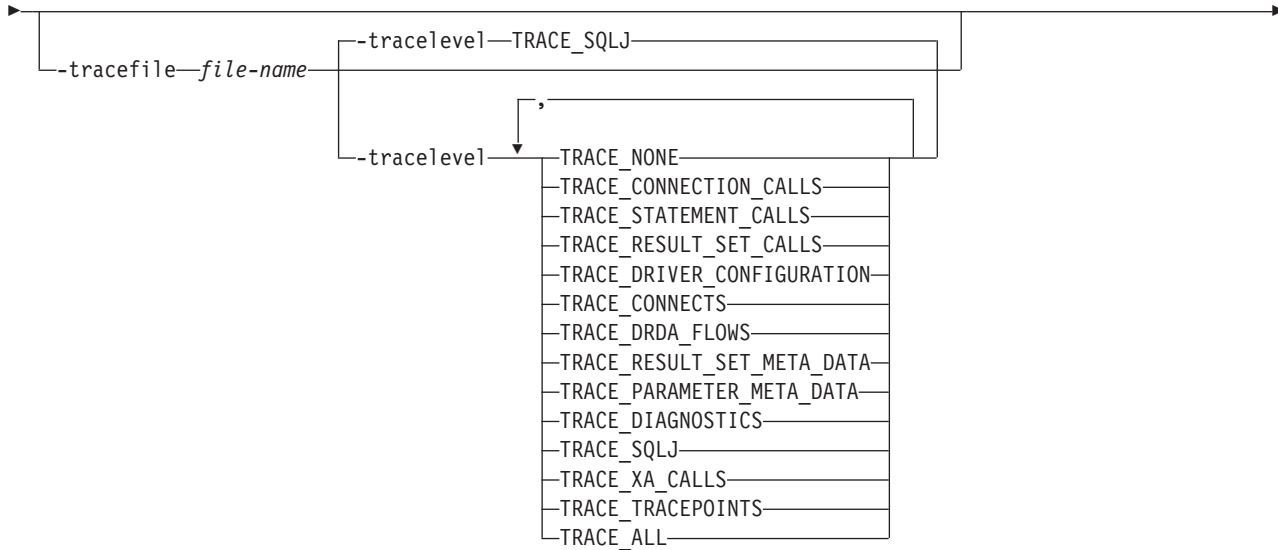 -tracelevel TRACE_SQLJ
-tracefile file-name
,
-tracelevel TRACE_NONE
TRACE_CONNECTION_CALLS
TRACE_STATEMENT_CALLS
TRACE_RESULT_SET_CALLS
TRACE_DRIVER_CONFIGURATION
TRACE_CONNECTS
TRACE_DRDA_FLOWS
TRACE_RESULT_SET_META_DATA
TRACE_PARAMETER_META_DATA
TRACE_DIAGNOSTICS
TRACE_SQLJ
TRACE_XA_CALLS
TRACE_TRACEPOINTS
TRACE_ALL